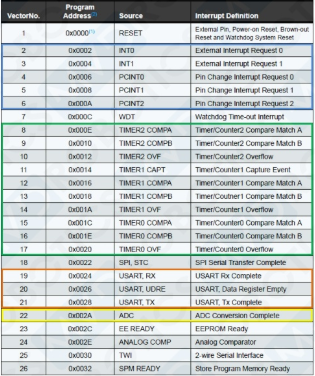 VectorNo. Program Address(2) Source Interrupt Definition
1 0x0000(1) RESET External Pin, Power-on Reset, Brown-out Reset and Watchdog System Reset
2 0x0002 INT0 External Interrupt Request 0
3 0x0004 INT1 External Interrupt Request 1
4 0x0006 PCINT0 Pin Change Interrupt Request 0
5 0x0008 PCINT1 Pin Change Interrupt Request 1
6 0x000A PCINT2 Pin Change Interrupt Request 2
7 0x000C WDT Watchdog Time-out Interrupt
8 0x000E TIMER2 COMPA Timer/Counter2 Compare Match A
9 0x0010 TIMER2 COMPB Timer/Counter2 Compare Match B
10 0x0012 TIMER2 OVF Timer/Counter2 Overflow
11 0x0014 TIMER1 CAPT Timer/Counter1 Capture Event
12 0x0016 TIMER1 COMPA Timer/Counter1 Compare Match A
13 0x0018 TIMER1 COMPB Timer/Coutner1 Compare Match B
14 0x001A TIMER1 OVF Timer/Counter1 Overflow
15 0x001C TIMER0 COMPA Timer/Counter0 Compare Match A
16 0x001E TIMER0 COMPB Timer/Counter0 Compare Match B
17 0x0020 TIMER0 OVF Timer/Counter0 Overflow
18 0x0022 SPI, STC SPI Serial Transfer Complete
19 0x0024 USART, RX USART Rx Complete
20 0x0026 USART, UDRE USART, Data Register Empty
21 0x0028 USART, TX USART, Tx Complete
22 0x002A ADC ADC Conversion Complete
23 0x002C EE READY EEPROM Ready
24 0x002E ANALOG COMP Analog Comparator
25 0x0030 TWI 2-wire Serial Interface
26 0x0032 SPM READY Store Program Memory Ready